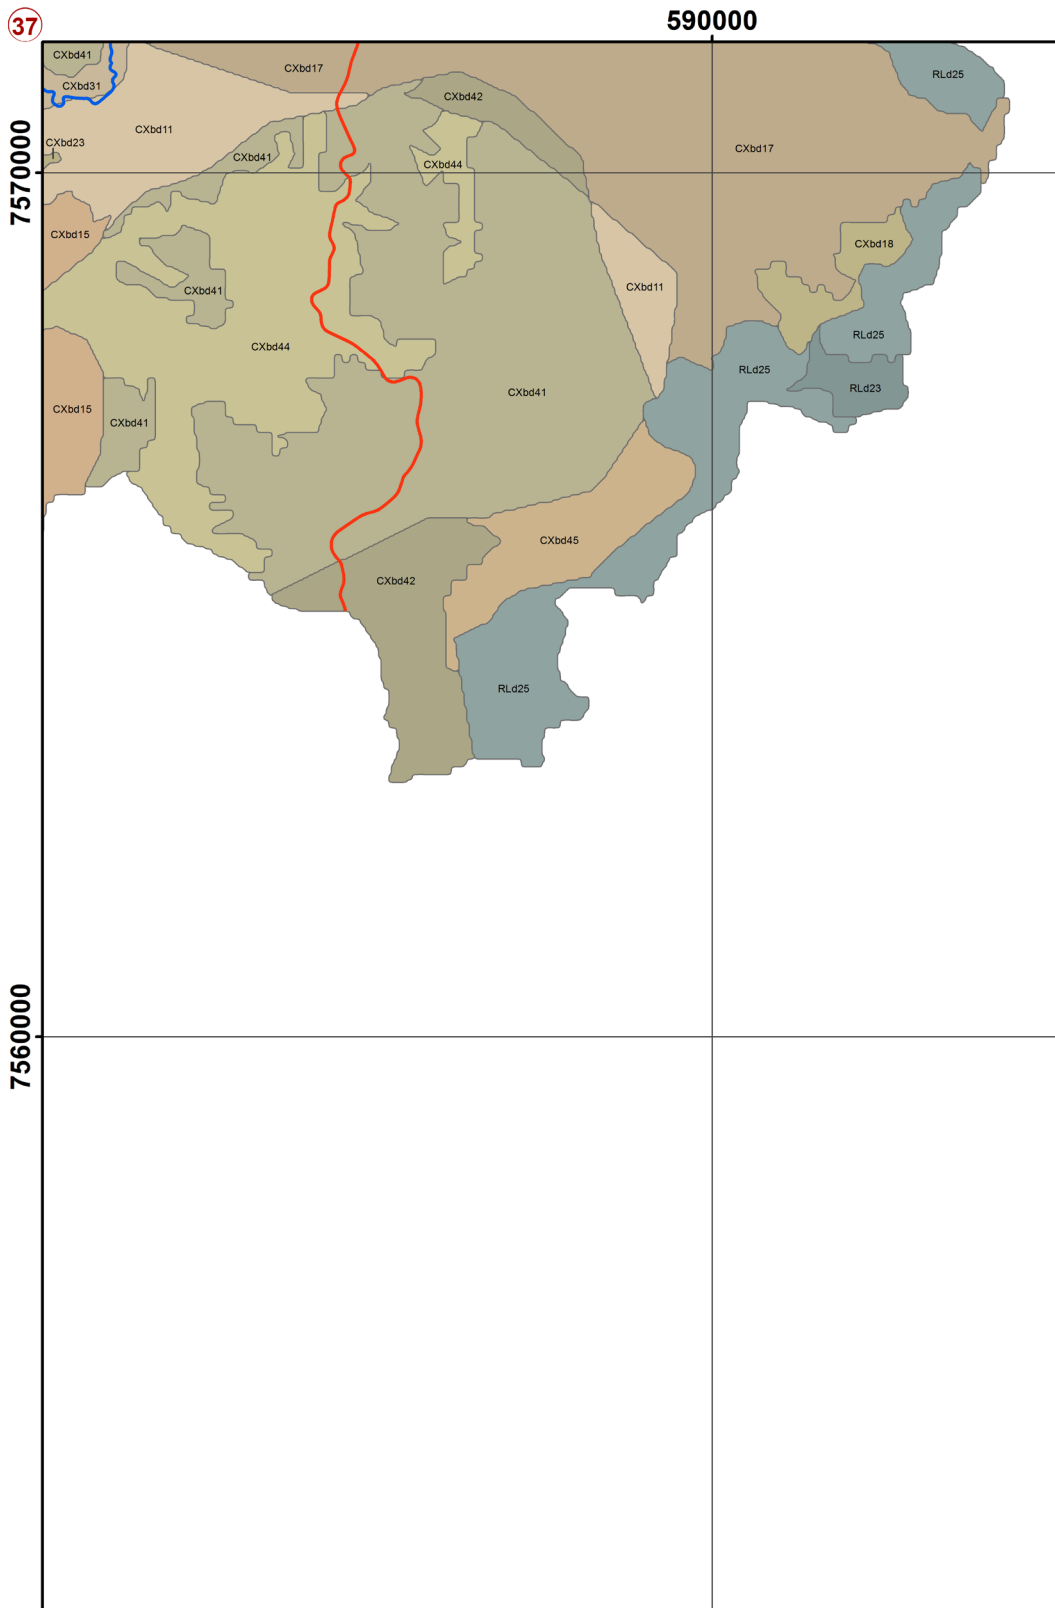 37
590000
CXbd41
CXbd17
CXbd31
CXbd42
RLd25
CXbd11
CXbd23
CXbd41
CXbd44
CXbd17
7570000
CXbd15
CXbd18
CXbd41
CXbd11
CXbd44
RLd25
RLd25
RLd23
CXbd41
CXbd15
CXbd41
CXbd45
CXbd42
RLd25
7560000